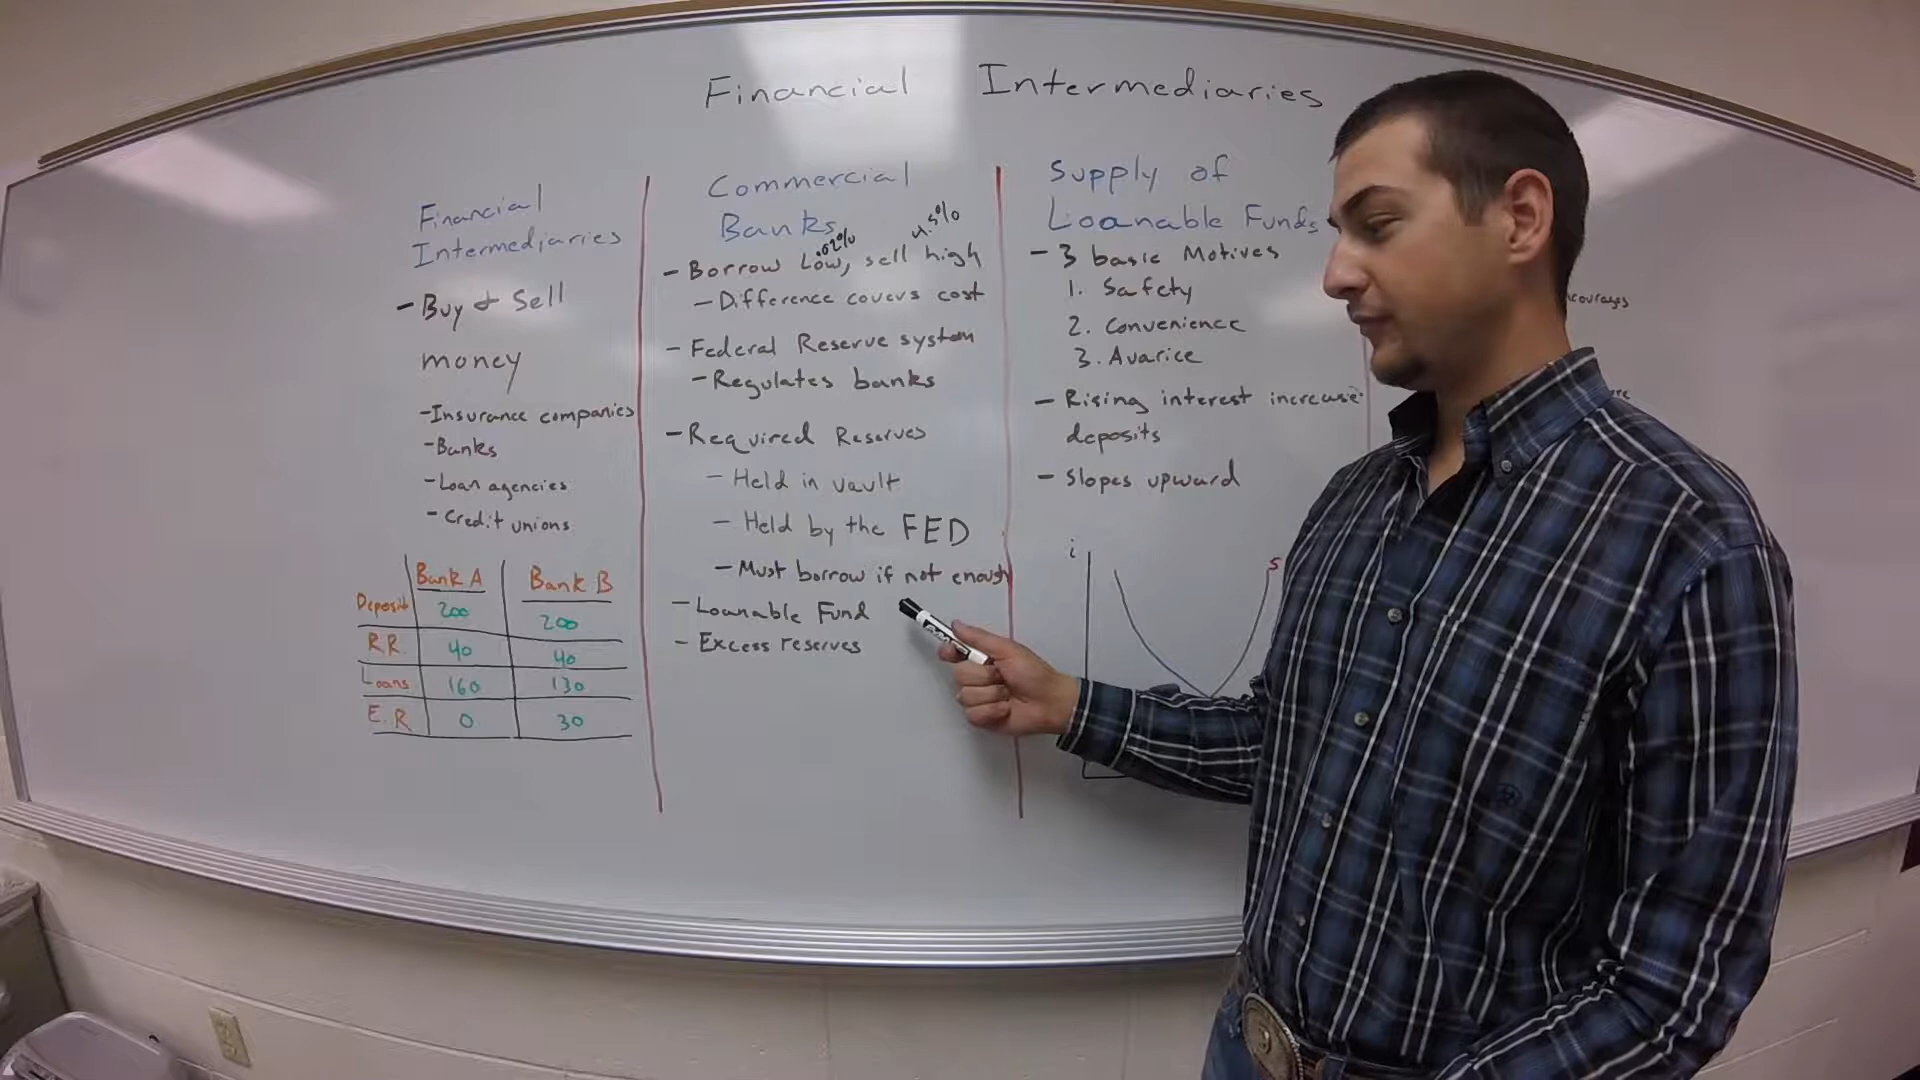 Financial Intermediaries
Financial
Intermediaries
- Buy & Sell
money
- Insurance companies
- Banks
- Loan agencies
- Credit unions
Bank A Bank B
Deposit 200 200
R.R. 40 40
Loans 160 130
E.R 0 30
Commercial
Banks
.02% 4.5%
- Borrow Low, sell high
- Difference covers cost
- Federal Reserve system
- Regulates banks
- Required Reserves
- Held in vault
- Held by the FED
- Must borrow if not enough
- Loanable Fund
- Excess reserves
Supply of
Loanable Funds
- 3 basic Motives
1. Safety
2. Convenience
3. Avarice
- Rising interest increase
deposits
- Slopes upward
i
S